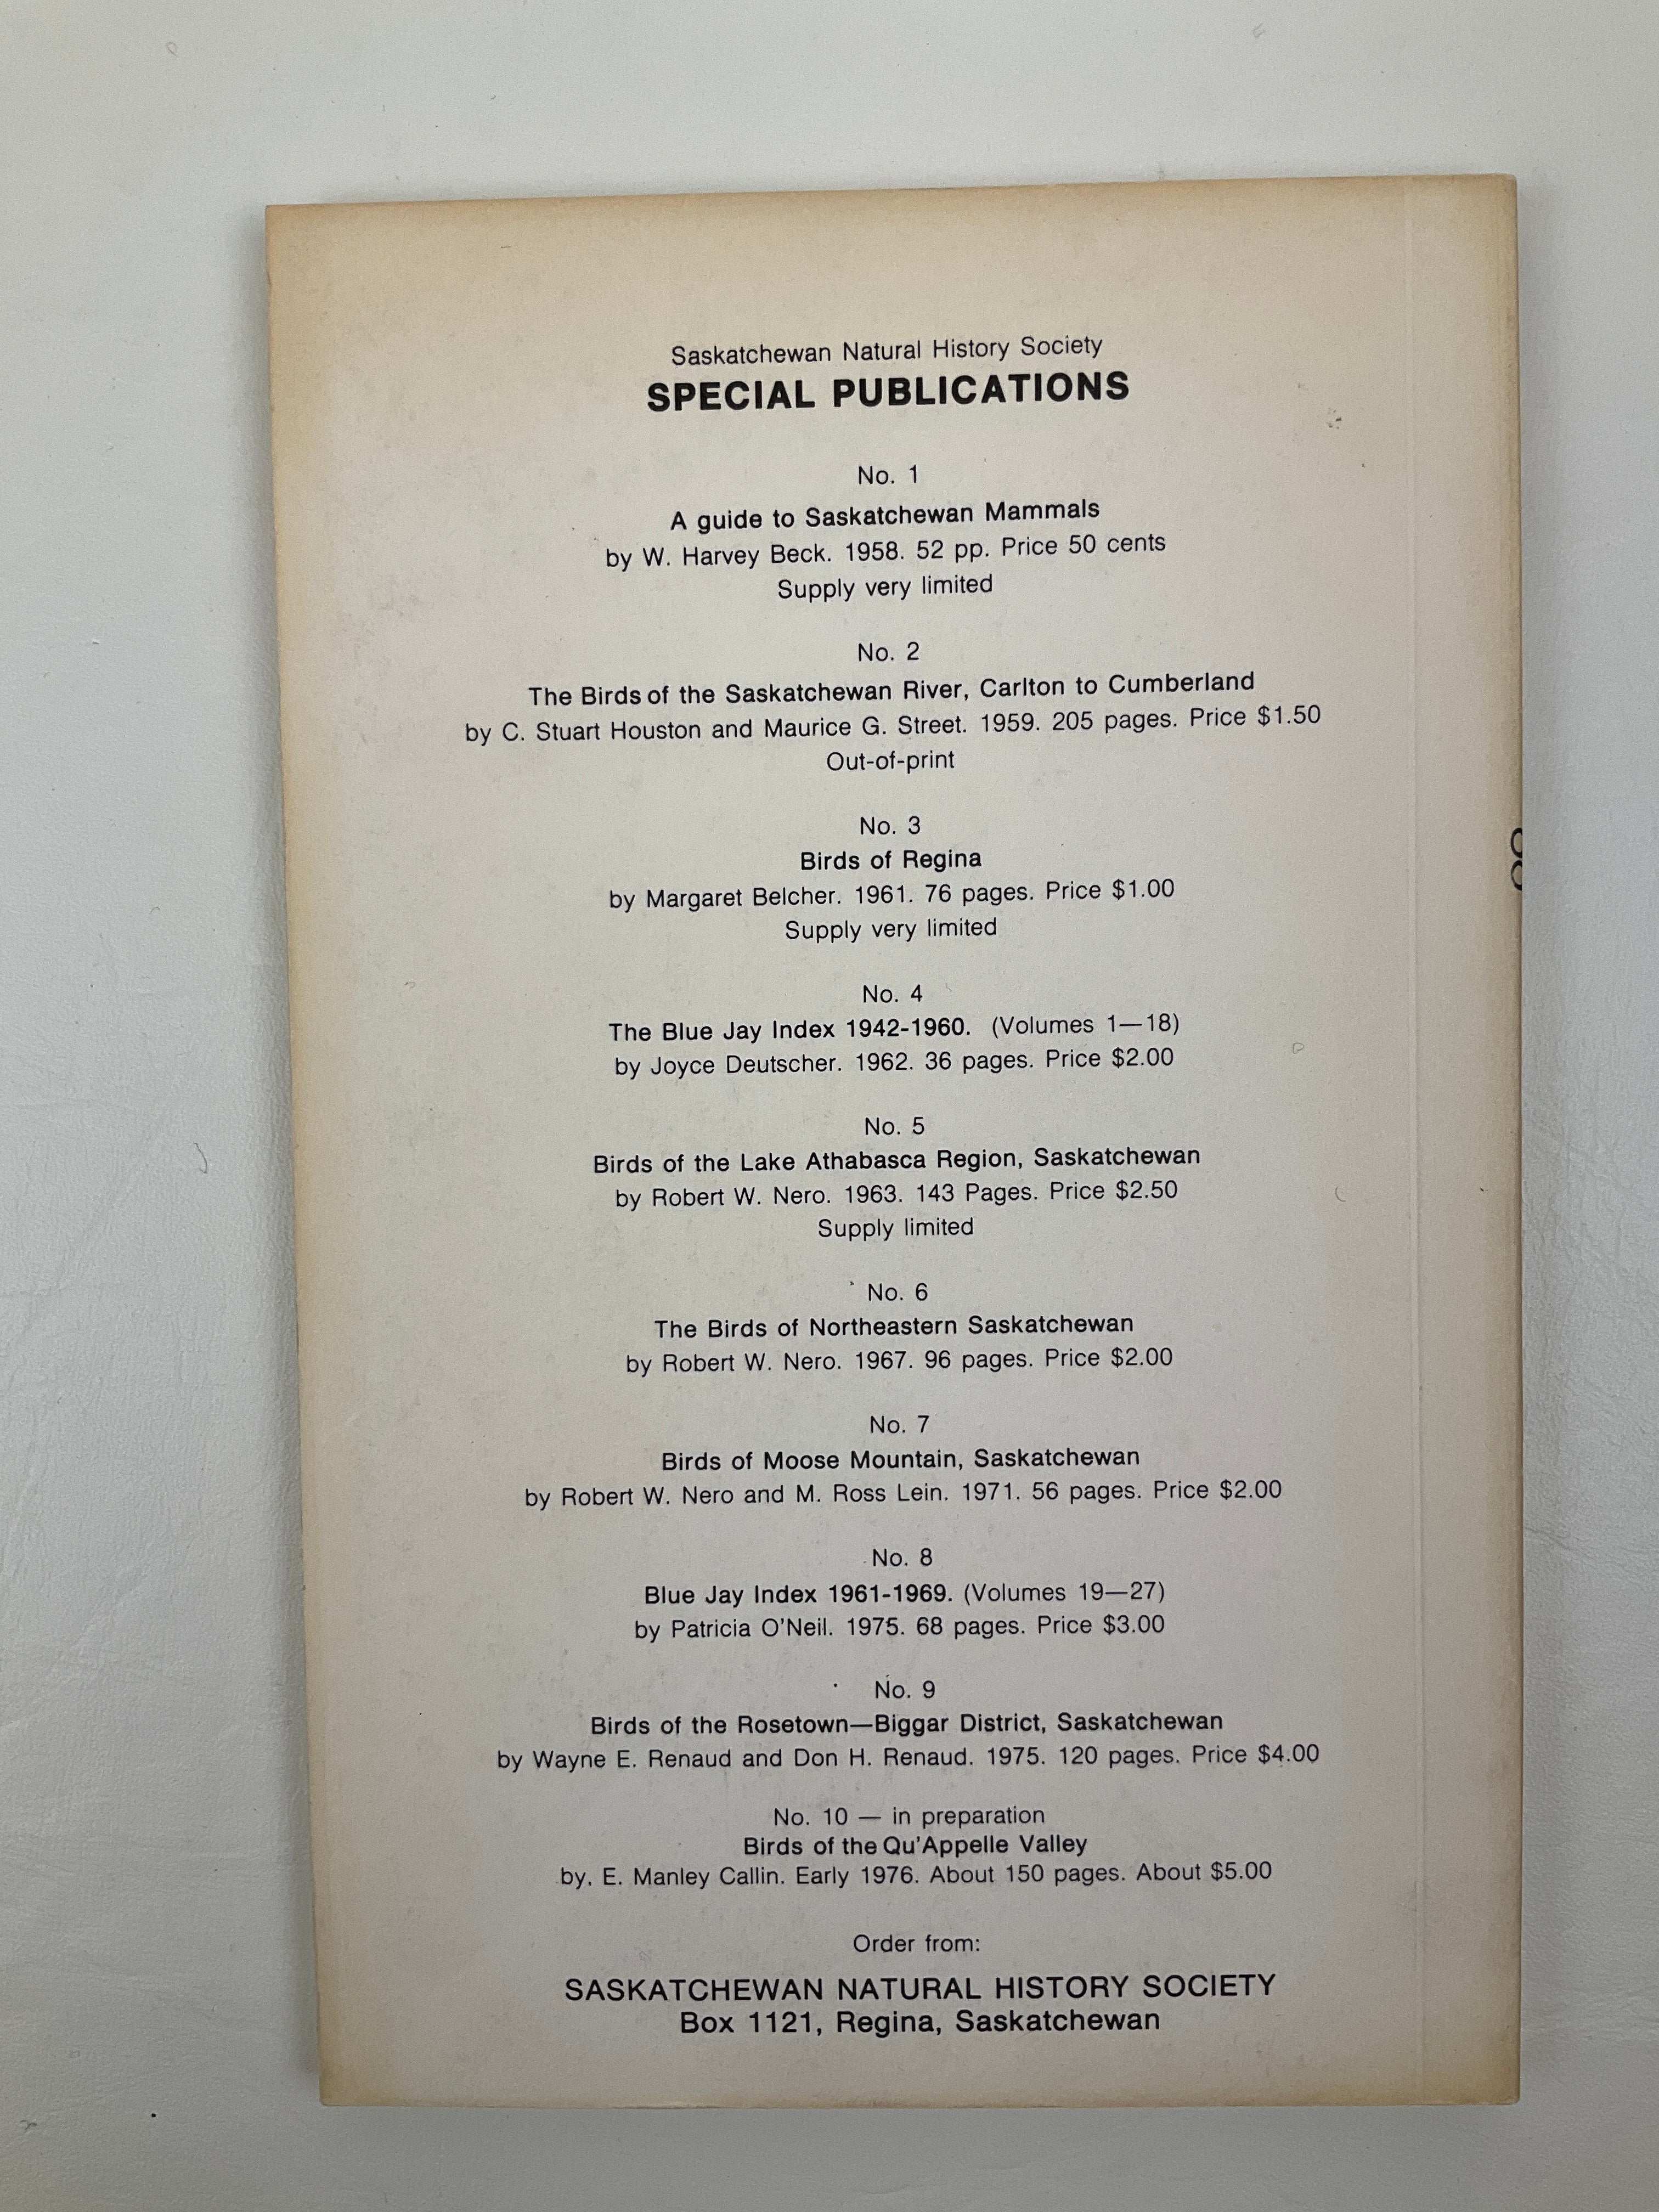 Saskatchewan Natural History Society
SPECIAL PUBLICATIONS
No. 1
A guide to Saskatchewan Mammals
by W. Harvey Beck. 1958. 52 pp. Price 50 cents
Supply very limited
No. 2
The Birds of the Saskatchewan River, Carlton to Cumberland
by C. Stuart Houston and Maurice G. Street. 1959. 205 pages. Price $1.50
Out-of-print
No. 3
Birds of Regina
by Margaret Belcher. 1961. 76 pages. Price $1.00
Supply very limited
No. 4
The Blue Jay Index 1942-1960. (Volumes 1—18)
by Joyce Deutscher. 1962. 36 pages. Price $2.00
No. 5
Birds of the Lake Athabasca Region, Saskatchewan
by Robert W. Nero. 1963. 143 Pages. Price $2.50
Supply limited
No. 6
The Birds of Northeastern Saskatchewan
by Robert W. Nero. 1967. 96 pages. Price $2.00
No. 7
Birds of Moose Mountain, Saskatchewan
by Robert W. Nero and M. Ross Lein. 1971. 56 pages. Price $2.00
No. 8
Blue Jay Index 1961-1969. (Volumes 19—27)
by Patricia O'Neil. 1975. 68 pages. Price $3.00
No. 9
Birds of the Rosetown—Biggar District, Saskatchewan
by Wayne E. Renaud and Don H. Renaud. 1975. 120 pages. Price $4.00
No. 10 — in preparation
Birds of the Qu'Appelle Valley
by. E. Manley Callin. Early 1976. About 150 pages. About $5.00
Order from:
SASKATCHEWAN NATURAL HISTORY SOCIETY
Box 1121, Regina, Saskatchewan